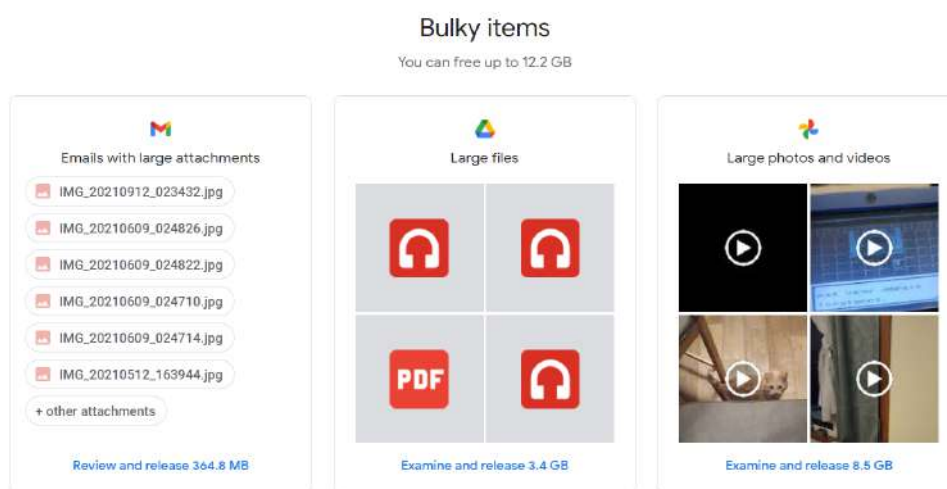 Bulky items
You can free up to 12.2 GB
Emails with large attachments
IMG_20210912_023432.jpg
IMG_20210609_024826.jpg
IMG_20210609_024822.jpg
IMG_20210609_024710.jpg
IMG_20210609_024714.jpg
IMG_20210512_163944.jpg
+ other attachments
Review and release 364.8 MB
Large files
PDF
Examine and release 3.4 GB
Large photos and videos
Examine and release 8.5 GB